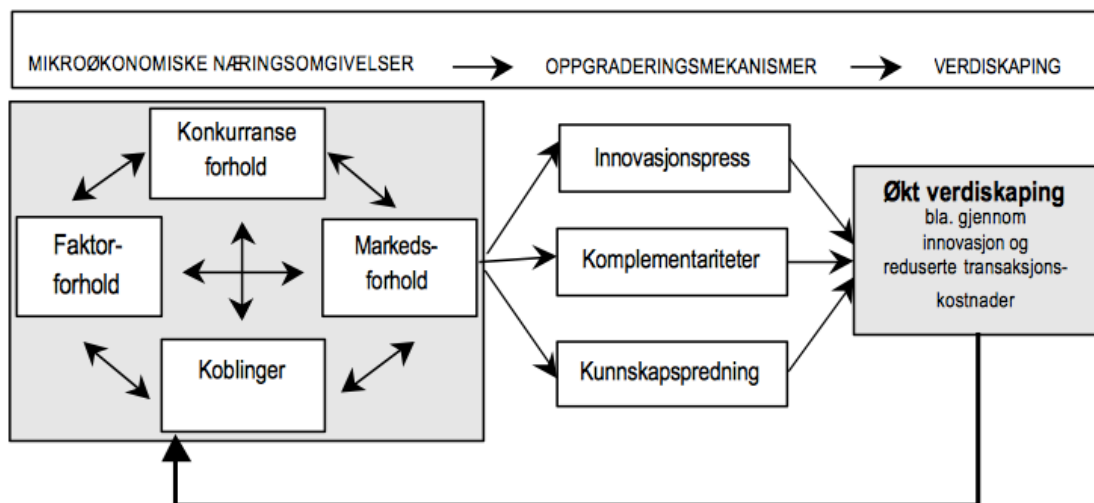 MIKROØKONOMISKE NÆRINGSOMGIVELSER
OPPGRADERINGSMEKANISMER
VERDISKAPING
Konkurranse
forhold
Faktor-
forhold
Markeds-
forhold
Koblinger
Innovasjonspress
Komplementariteter
Kunnskapspredning
Økt verdiskaping
bla. gjennom
innovasjon og
reduserte transaksjons-
kostnader